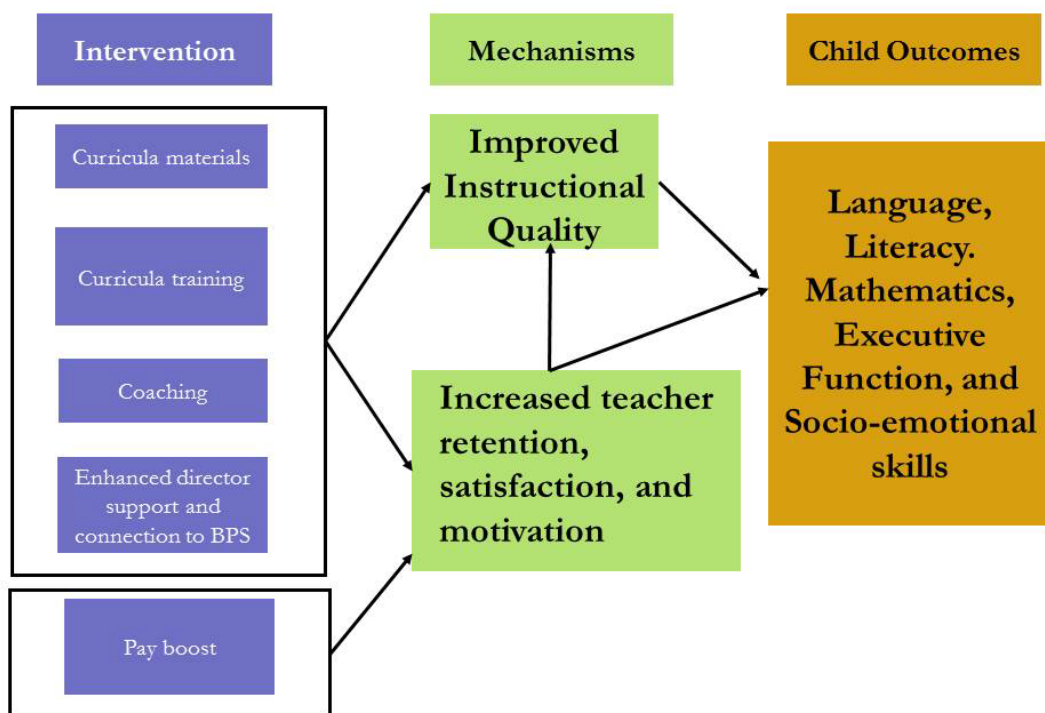 Intervention
Mechanisms
Child Outcomes
Curricula materials
Curricula training
Coaching
Enhanced director
support and
connection to BPS
Pay boost
Improved
Instructional
Quality
Increased teacher
retention,
satisfaction, and
motivation
Language,
Literacy.
Mathematics,
Executive
Function, and
Socio-emotional
skills